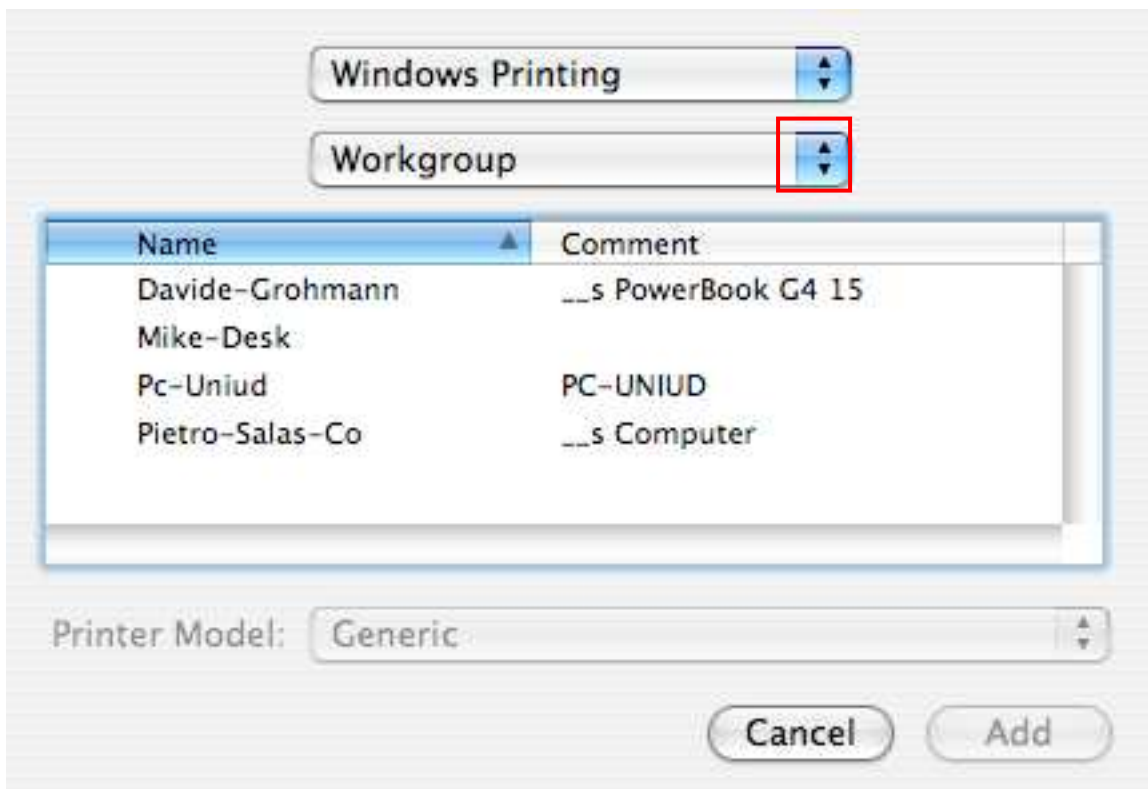 Windows Printing
Workgroup
Name Comment
Davide-Grohmann __s PowerBook G4 15
Mike-Desk
Pc-Uniud PC-UNIUD
Pietro-Salas-Co __s Computer
Printer Model: Generic
Cancel Add